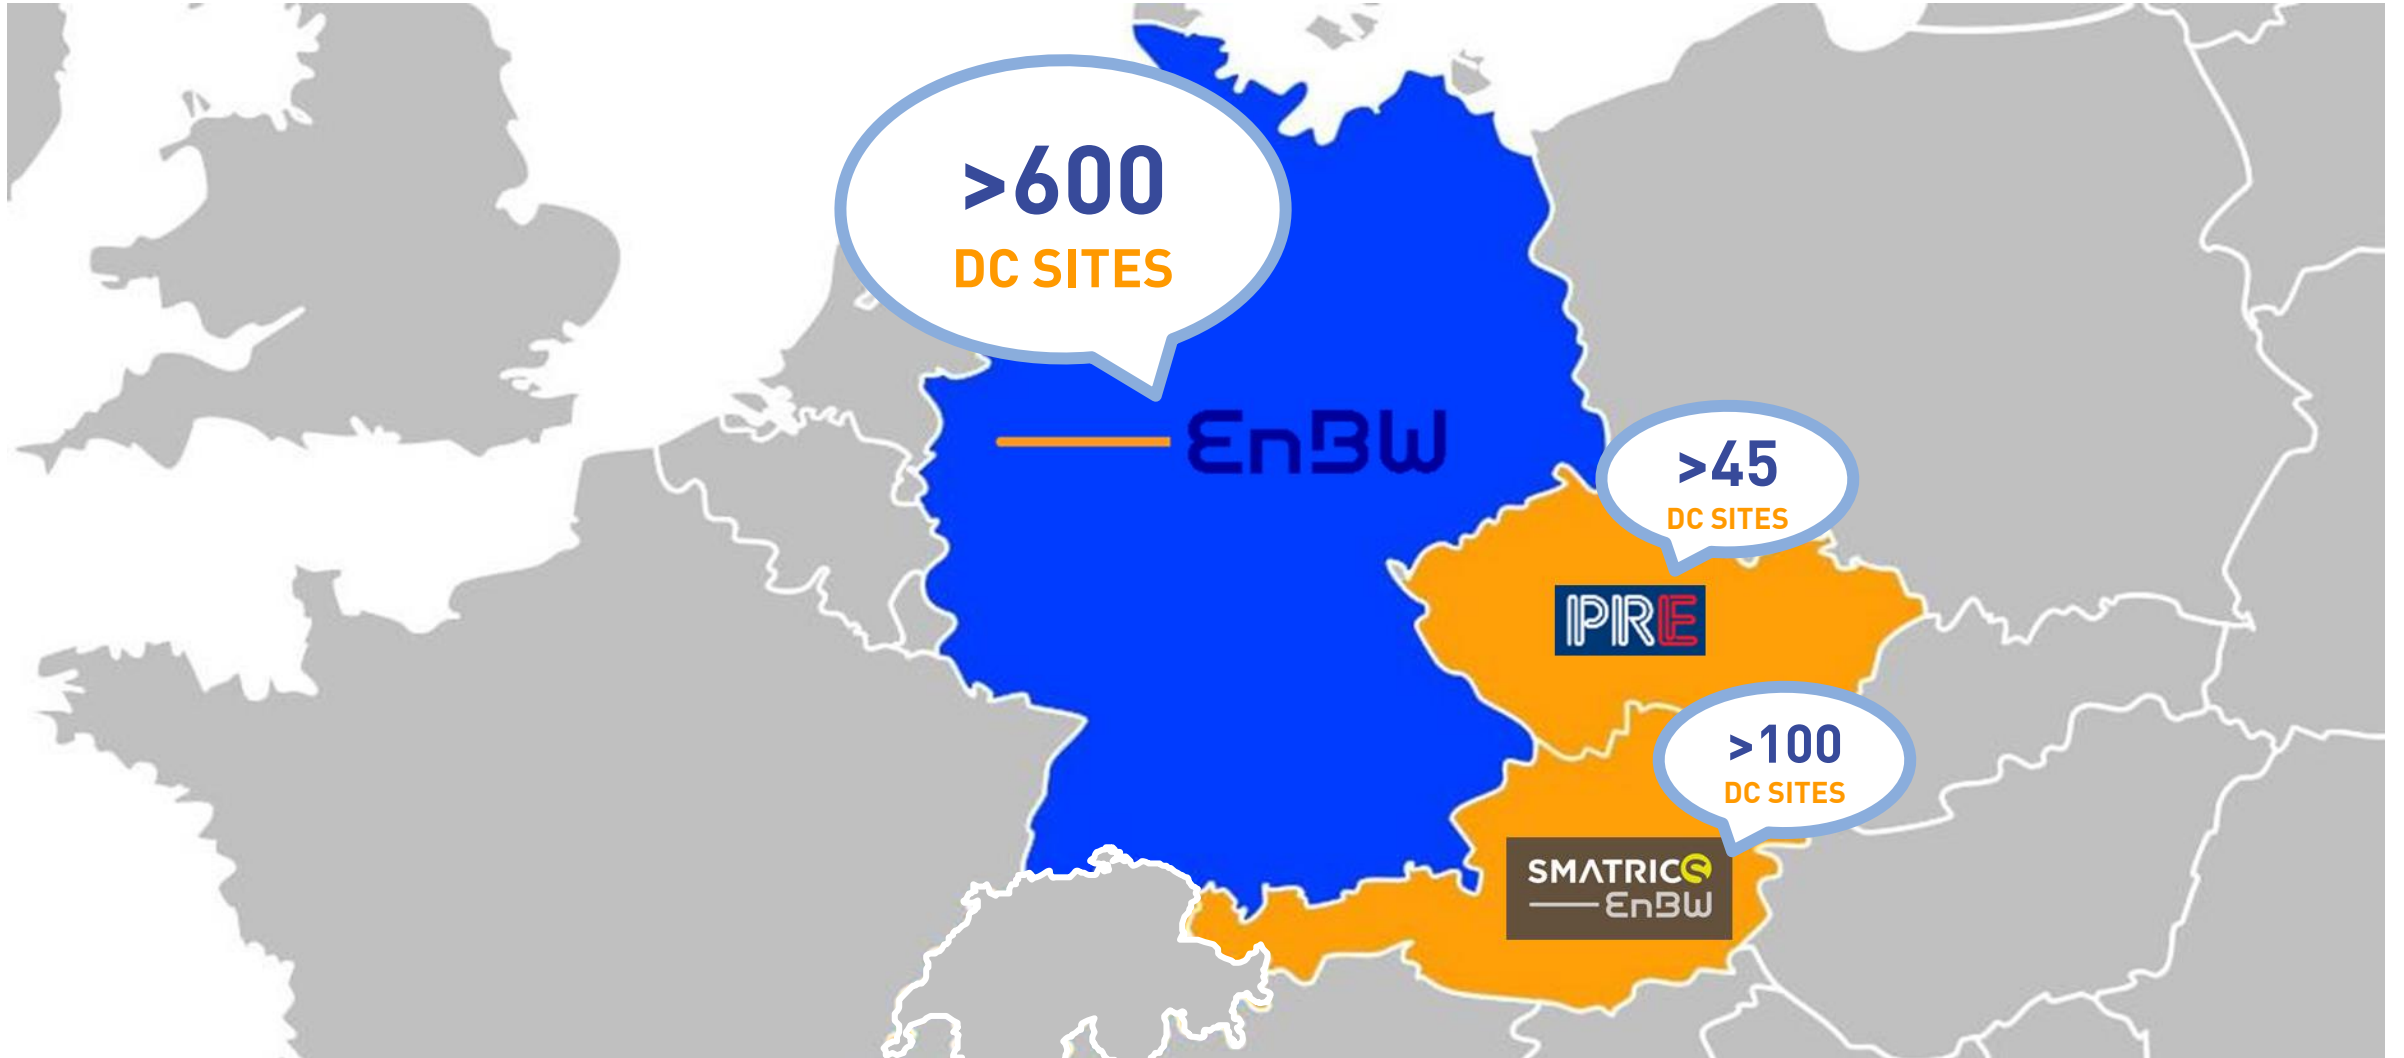 >600
DC SITES
EnBW
>45
DC SITES
PRE
>100
DC SITES
SMATRICS
EnBW